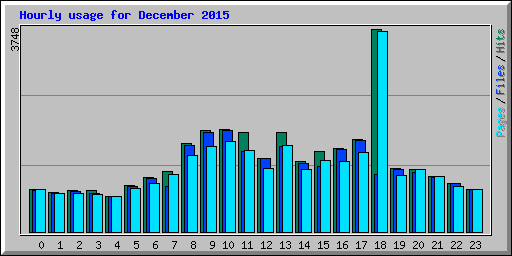 Hourly usage for December 2015
3748
Pages/Files/Hits
0 1 2 3 4 5 6 7 8 9 10 11 12 13 14 15 16 17 18 19 20 21 22 23